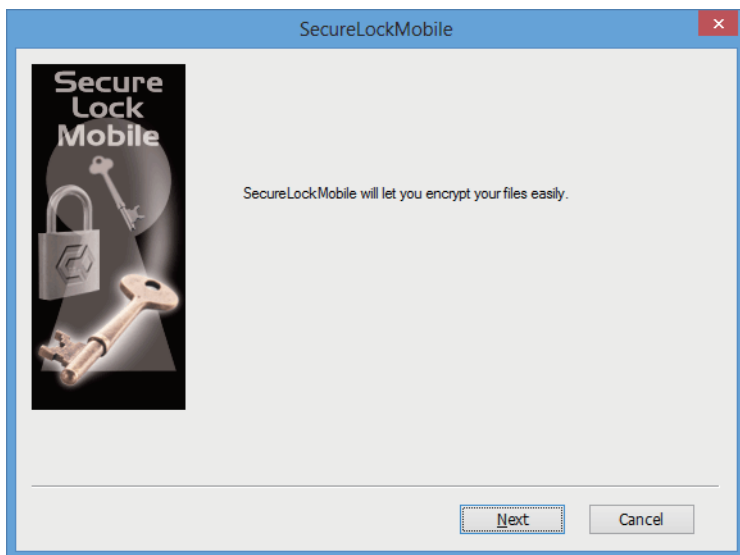 SecureLockMobile
Secure
Lock
Mobile
SecureLockMobile will let you encrypt your files easily.
Next
Cancel